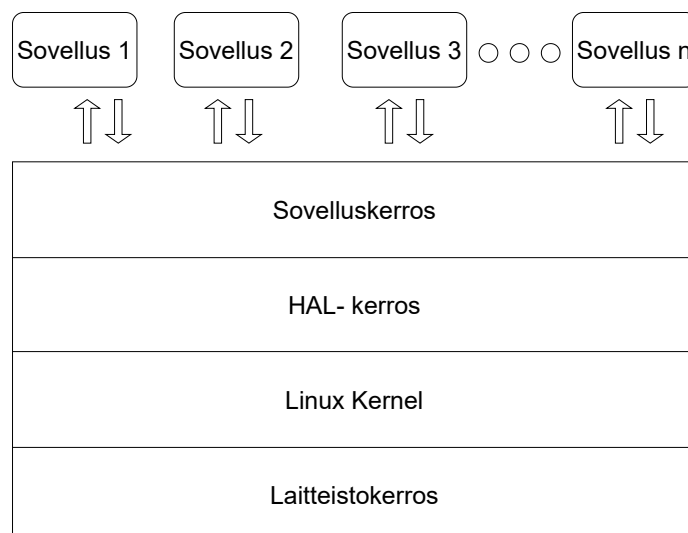 Sovellus 1
Sovellus 2
Sovellus 3
Sovellus n
Sovelluskerros
HAL- kerros
Linux Kernel
Laitteistokerros